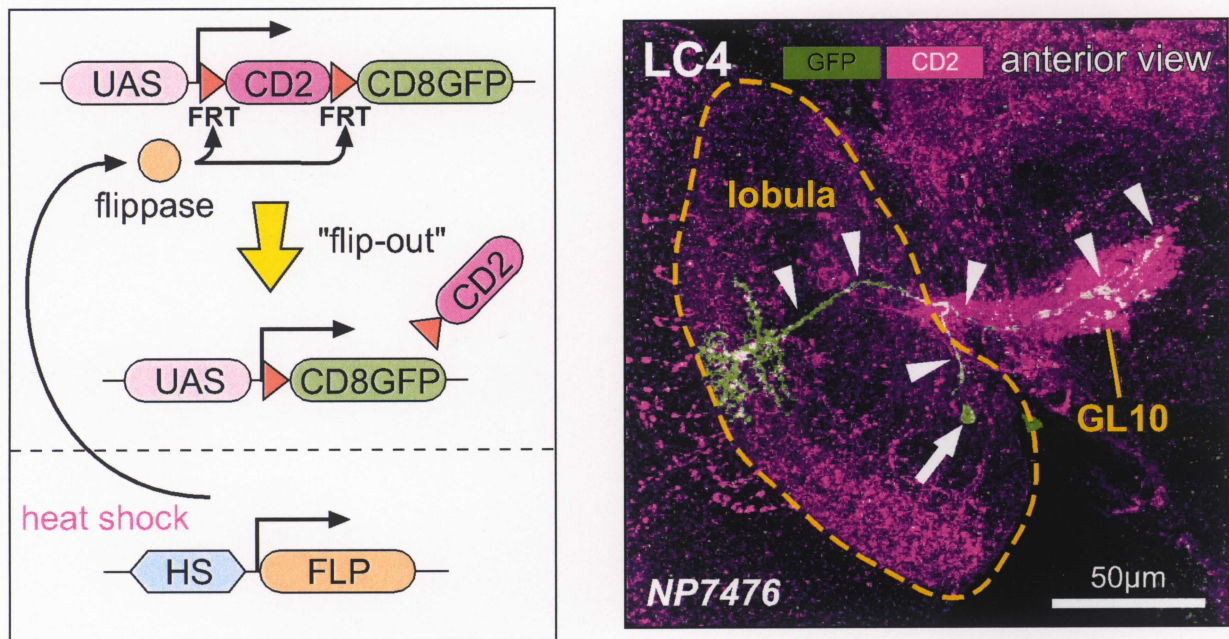 UAS CD2 CD8GFP
FRT FRT
flippase
"flip-out"
CD2
UAS CD8GFP
heat shock
HS FLP
LC4 GFP CD2 anterior view
lobula
GL10
NP7476
50µm